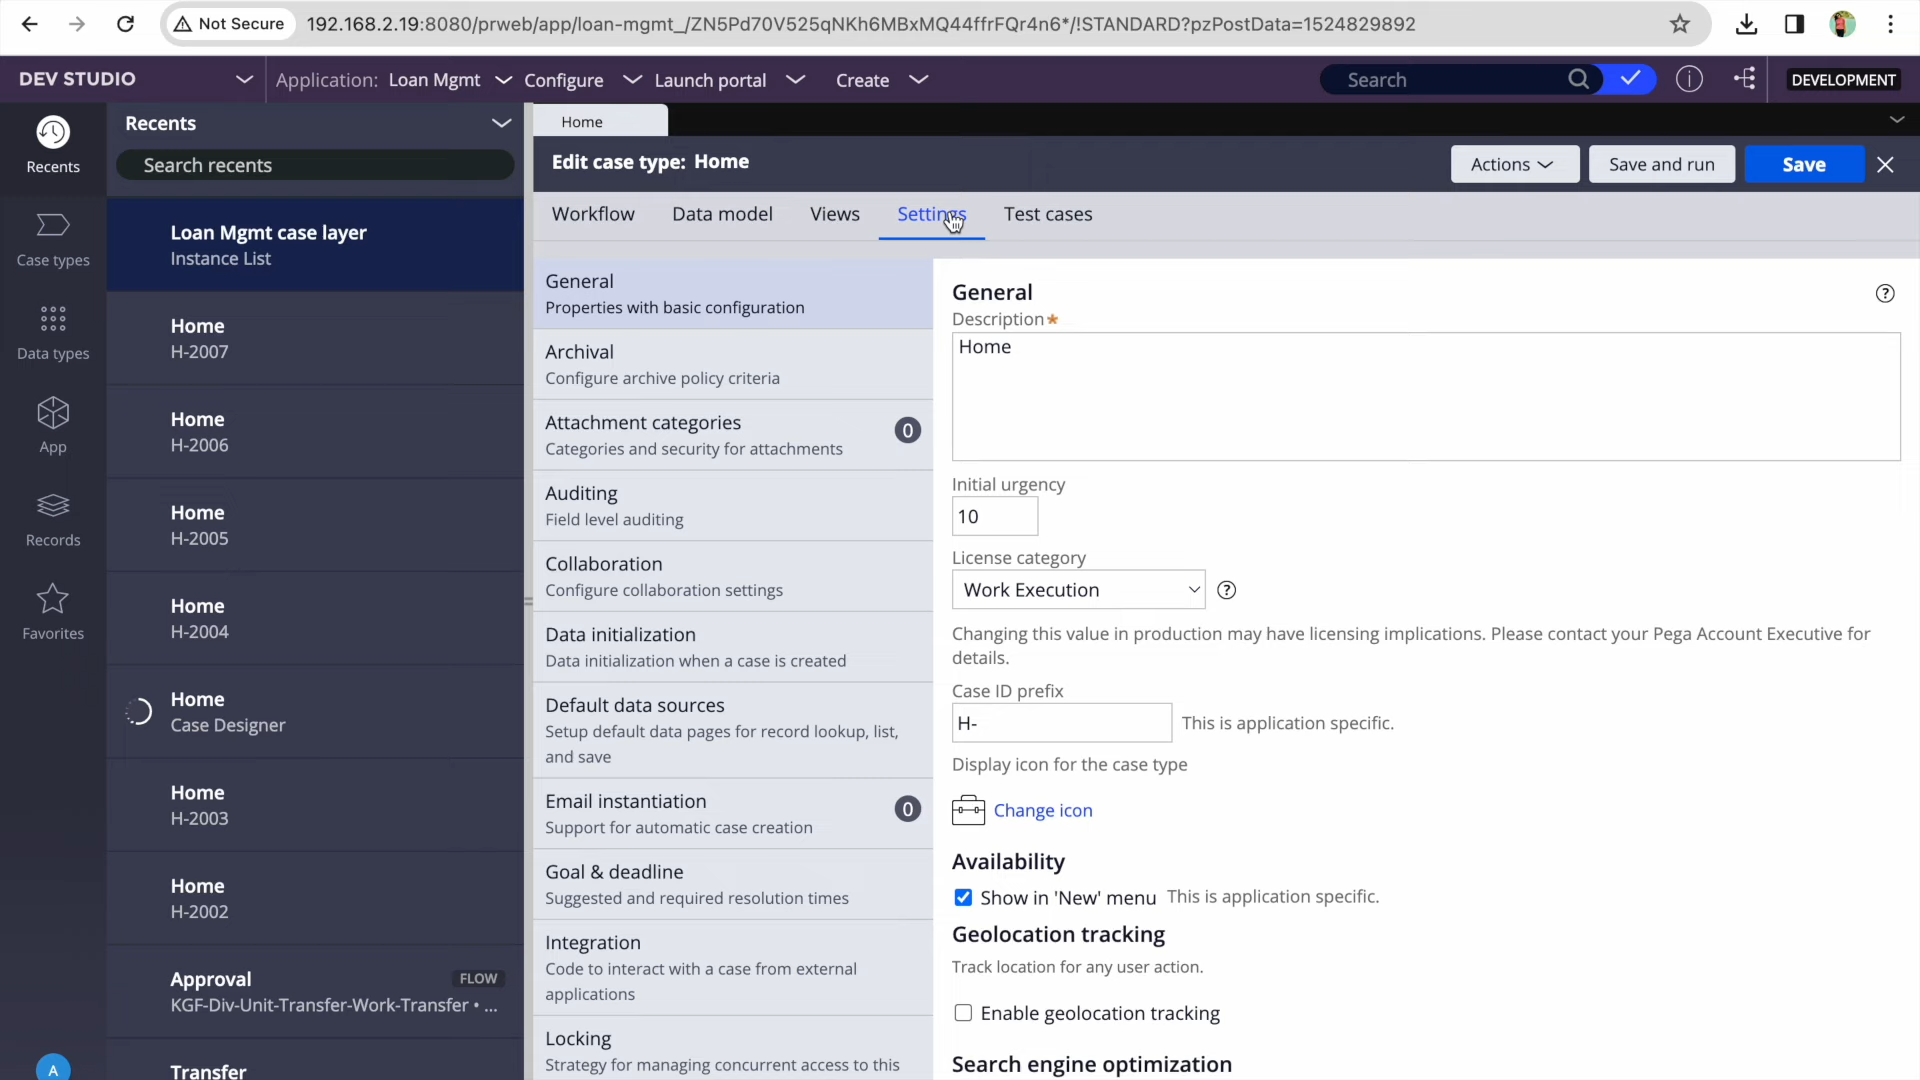 Not Secure
192.168.2.19:8080/prweb/app/loan-mgmt_/ZN5Pd70V525qNKh6MBxMQ44ffrFQr4n6*/!STANDARD?pzPostData=1524829892
DEV STUDIO
Application: Loan Mgmt
Configure
Launch portal
Create
Search
DEVELOPMENT
Recents
Case types
Data types
App
Records
Favorites
A
Recents
Search recents
Loan Mgmt case layer
Instance List
Home
H-2007
Home
H-2006
Home
H-2005
Home
H-2004
Home
Case Designer
Home
H-2003
Home
H-2002
Approval
FLOW
KGF-Div-Unit-Transfer-Work-Transfer • ...
Transfer
Home
Edit case type: Home
Actions
Save and run
Save
Workflow
Data model
Views
Settings
Test cases
General
Properties with basic configuration
Archival
Configure archive policy criteria
Attachment categories
Categories and security for attachments
0
Auditing
Field level auditing
Collaboration
Configure collaboration settings
Data initialization
Data initialization when a case is created
Default data sources
Setup default data pages for record lookup, list,
and save
Email instantiation
Support for automatic case creation
0
Goal & deadline
Suggested and required resolution times
Integration
Code to interact with a case from external
applications
Locking
Strategy for managing concurrent access to this
General
Description★
Home
Initial urgency
10
License category
Work Execution
Changing this value in production may have licensing implications. Please contact your Pega Account Executive for
details.
Case ID prefix
H-
This is application specific.
Display icon for the case type
Change icon
Availability
Show in 'New' menu This is application specific.
Geolocation tracking
Track location for any user action.
Enable geolocation tracking
Search engine optimization